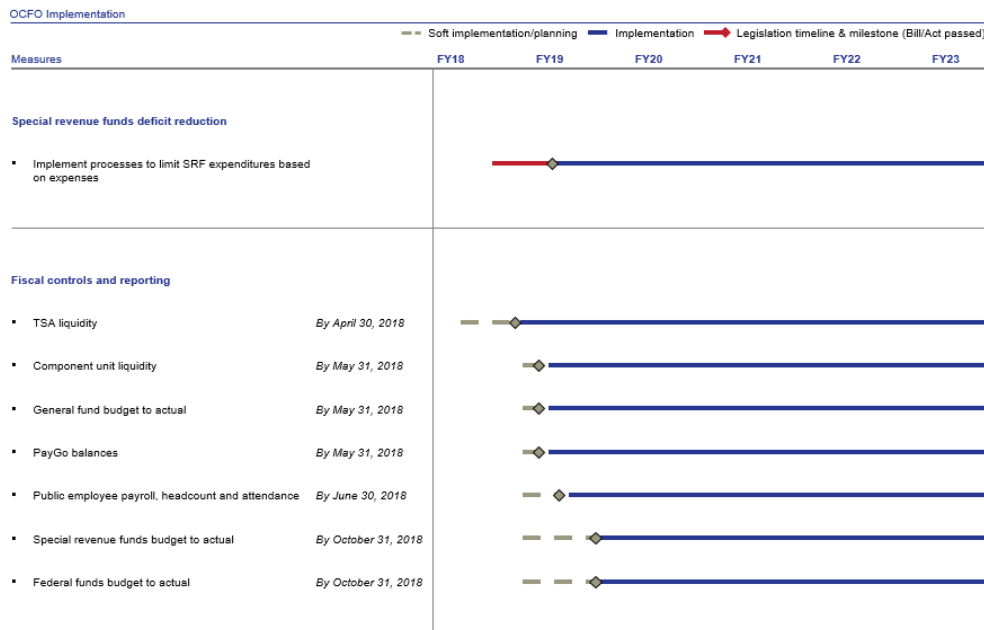 OCFO Implementation
Soft implementation/planning Implementation Legislation timeline & milestone (Bill/Act passed)
Measures FY18 FY19 FY20 FY21 FY22 FY23
Special revenue funds deficit reduction
▪ Implement processes to limit SRF expenditures based
on expenses
Fiscal controls and reporting
▪ TSA liquidity By April 30, 2018
▪ Component unit liquidity By May 31, 2018
▪ General fund budget to actual By May 31, 2018
▪ PayGo balances By May 31, 2018
▪ Public employee payroll, headcount and attendance By June 30, 2018
▪ Special revenue funds budget to actual By October 31, 2018
▪ Federal funds budget to actual By October 31, 2018